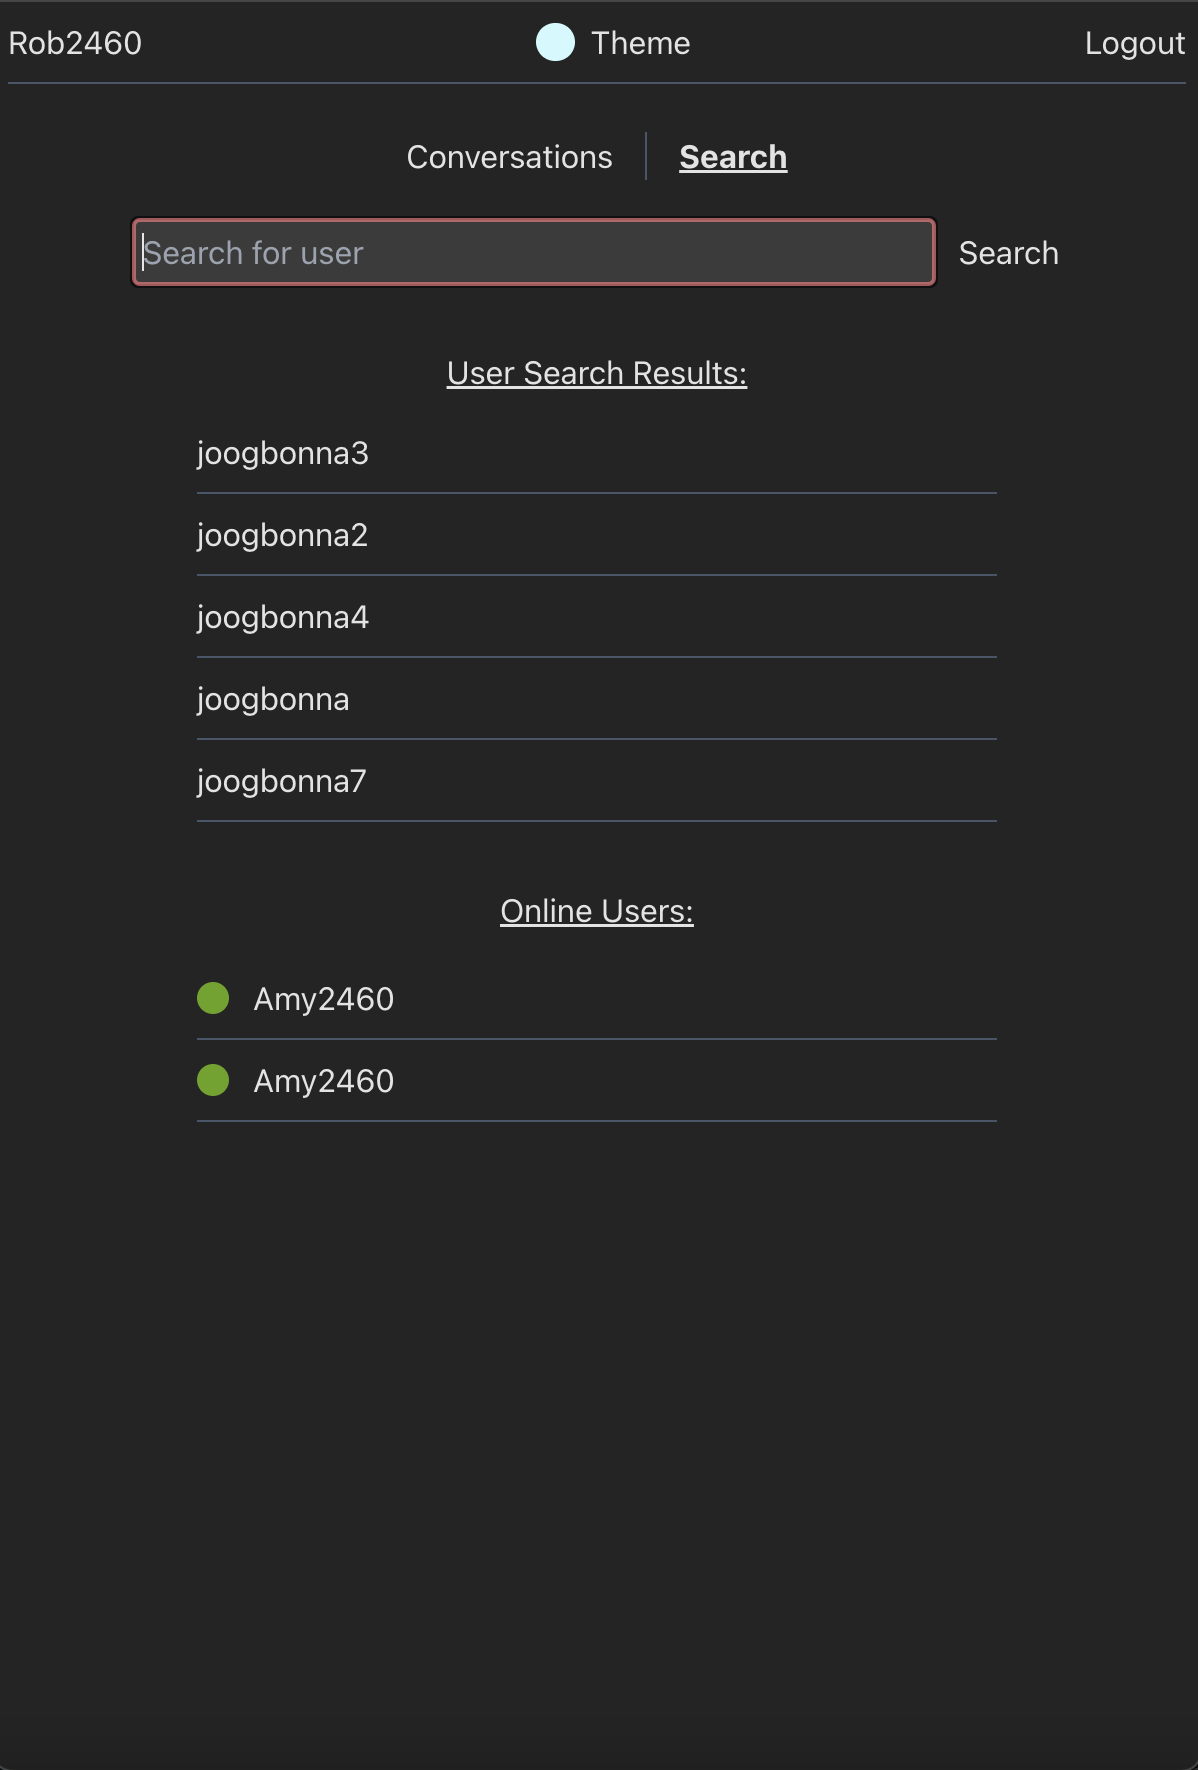 Rob2460 Theme Logout
Conversations Search
Search for user Search
User Search Results:
joogbonna3
joogbonna2
joogbonna4
joogbonna
joogbonna7
Online Users:
Amy2460
Amy2460